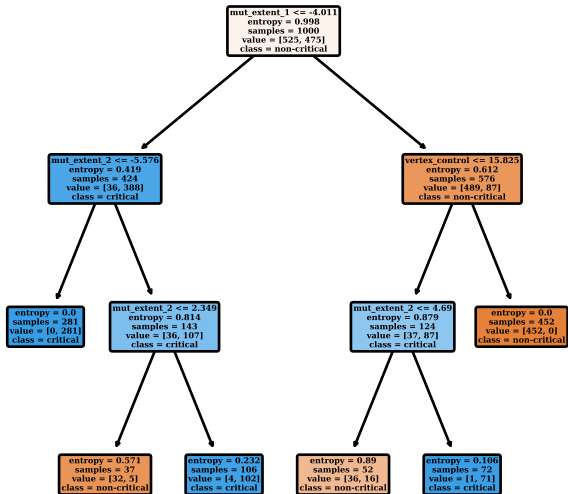 mut_extent_1 <= -4.011
entropy = 0.998
samples = 1000
value = [525, 475]
class = non-critical
mut_extent_2 <= -5.576
entropy = 0.419
samples = 424
value = [36, 388]
class = critical
vertex_control <= 15.825
entropy = 0.612
samples = 576
value = [489, 87]
class = non-critical
entropy = 0.0
samples = 281
value = [0, 281]
class = critical
mut_extent_2 <= 2.349
entropy = 0.814
samples = 143
value = [36, 107]
class = critical
mut_extent_2 <= 4.69
entropy = 0.879
samples = 124
value = [37, 87]
class = critical
entropy = 0.0
samples = 452
value = [452, 0]
class = non-critical
entropy = 0.571
samples = 37
value = [32, 5]
class = non-critical
entropy = 0.232
samples = 106
value = [4, 102]
class = critical
entropy = 0.89
samples = 52
value = [36, 16]
class = non-critical
entropy = 0.106
samples = 72
value = [1, 71]
class = critical